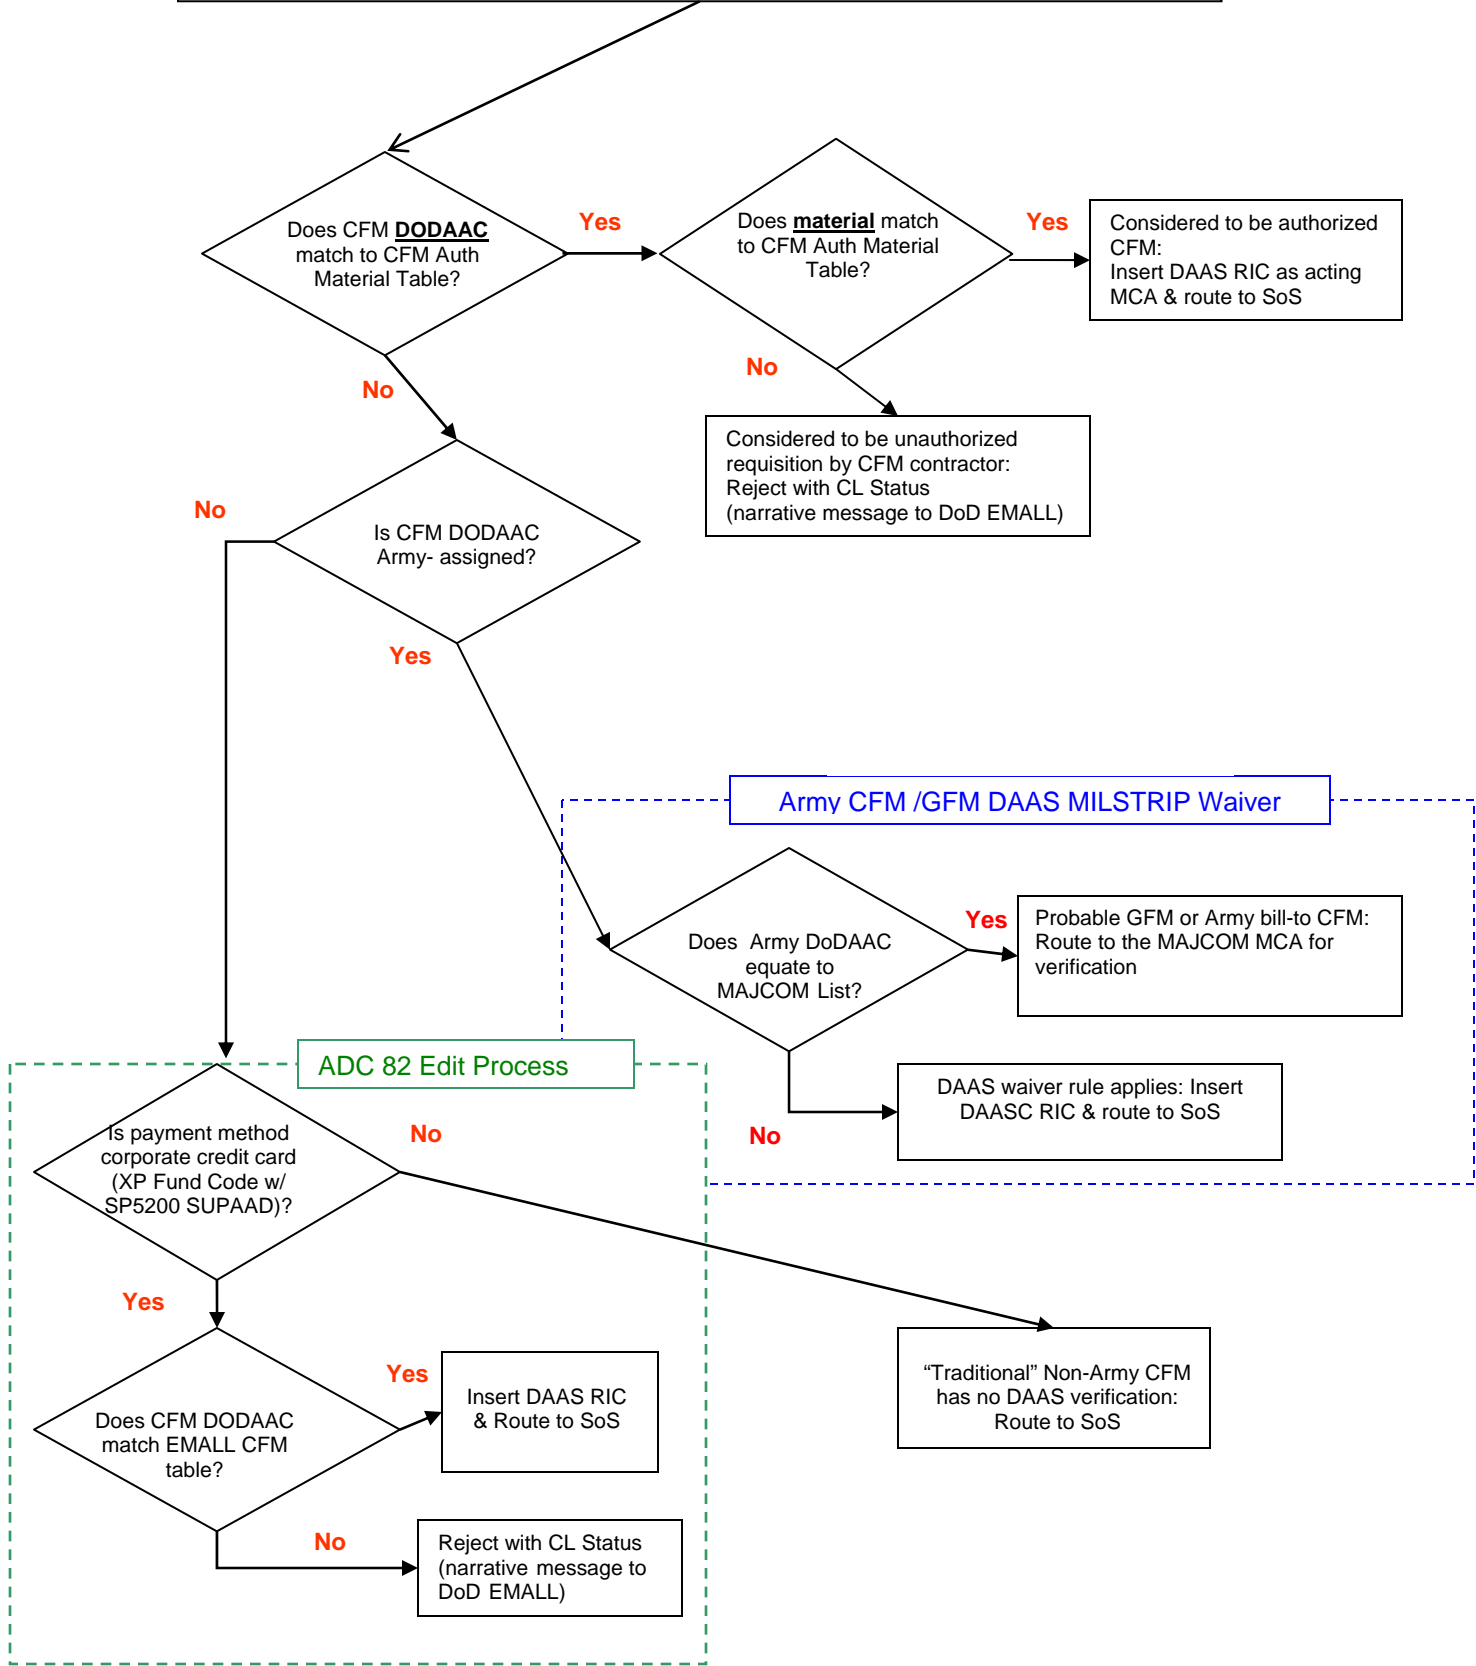 Does CFM DODAAC
match to CFM Auth
Material Table?
Yes
Does material match
to CFM Auth Material
Table?
Yes
Considered to be authorized
CFM:
Insert DAAS RIC as acting
MCA & route to SoS
No
No
Considered to be unauthorized
requisition by CFM contractor:
Reject with CL Status
(narrative message to DoD EMALL)
No
Is CFM DODAAC
Army- assigned?
Yes
Army CFM /GFM DAAS MILSTRIP Waiver
Does Army DoDAAC
equate to
MAJCOM List?
Yes
Probable GFM or Army bill-to CFM:
Route to the MAJCOM MCA for
verification
No
DAAS waiver rule applies: Insert
DAASC RIC & route to SoS
ADC 82 Edit Process
Is payment method
corporate credit card
(XP Fund Code w/
SP5200 SUPAAD)?
No
Yes
"Traditional" Non-Army CFM
has no DAAS verification:
Route to SoS
Does CFM DODAAC
match EMALL CFM
table?
Yes
Insert DAAS RIC
& Route to SoS
No
Reject with CL Status
(narrative message to
DoD EMALL)